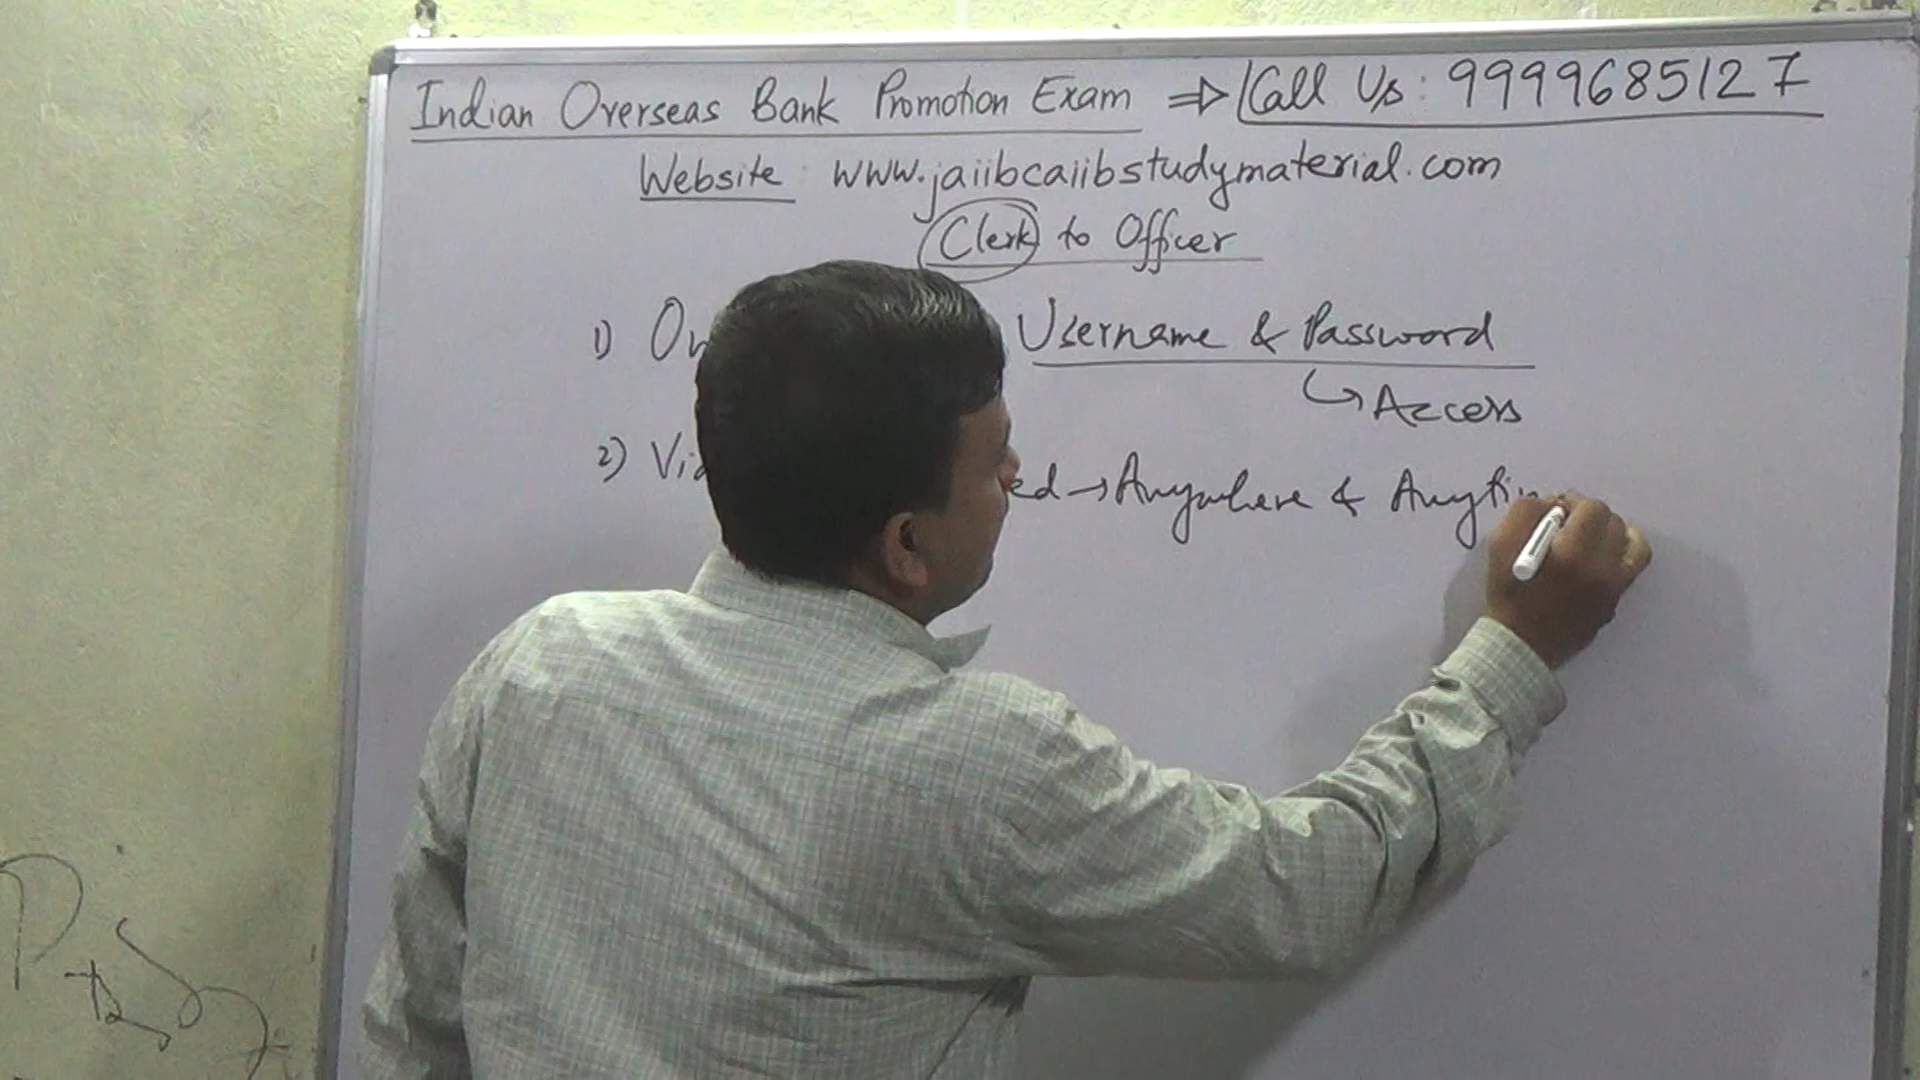 Indian Overseas Bank Promotion Exam ⇒ Call Us: 9999685127
Website: www.jaiibcaiibstudymaterial.com
Clerk to Officer
1) Username & Password
↳ Access
2) → Anywhere &